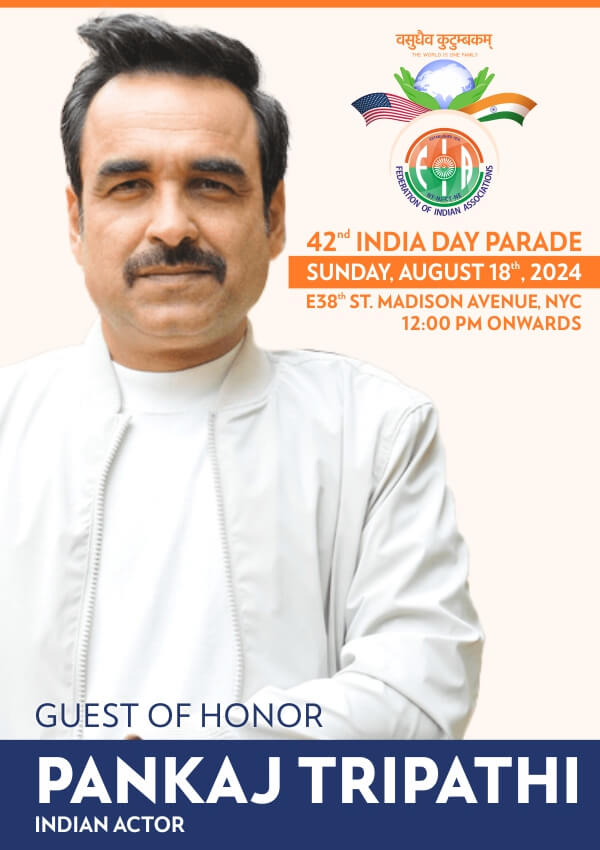 वसुधैव कुटुम्बकम्
THE WORLD IS ONE FAMILY
FIA
FEDERATION OF INDIAN ASSOCIATIONS
42nd INDIA DAY PARADE
SUNDAY, AUGUST 18th, 2024
E38th ST. MADISON AVENUE, NYC
12:00 PM ONWARDS
GUEST OF HONOR
PANKAJ TRIPATHI
INDIAN ACTOR